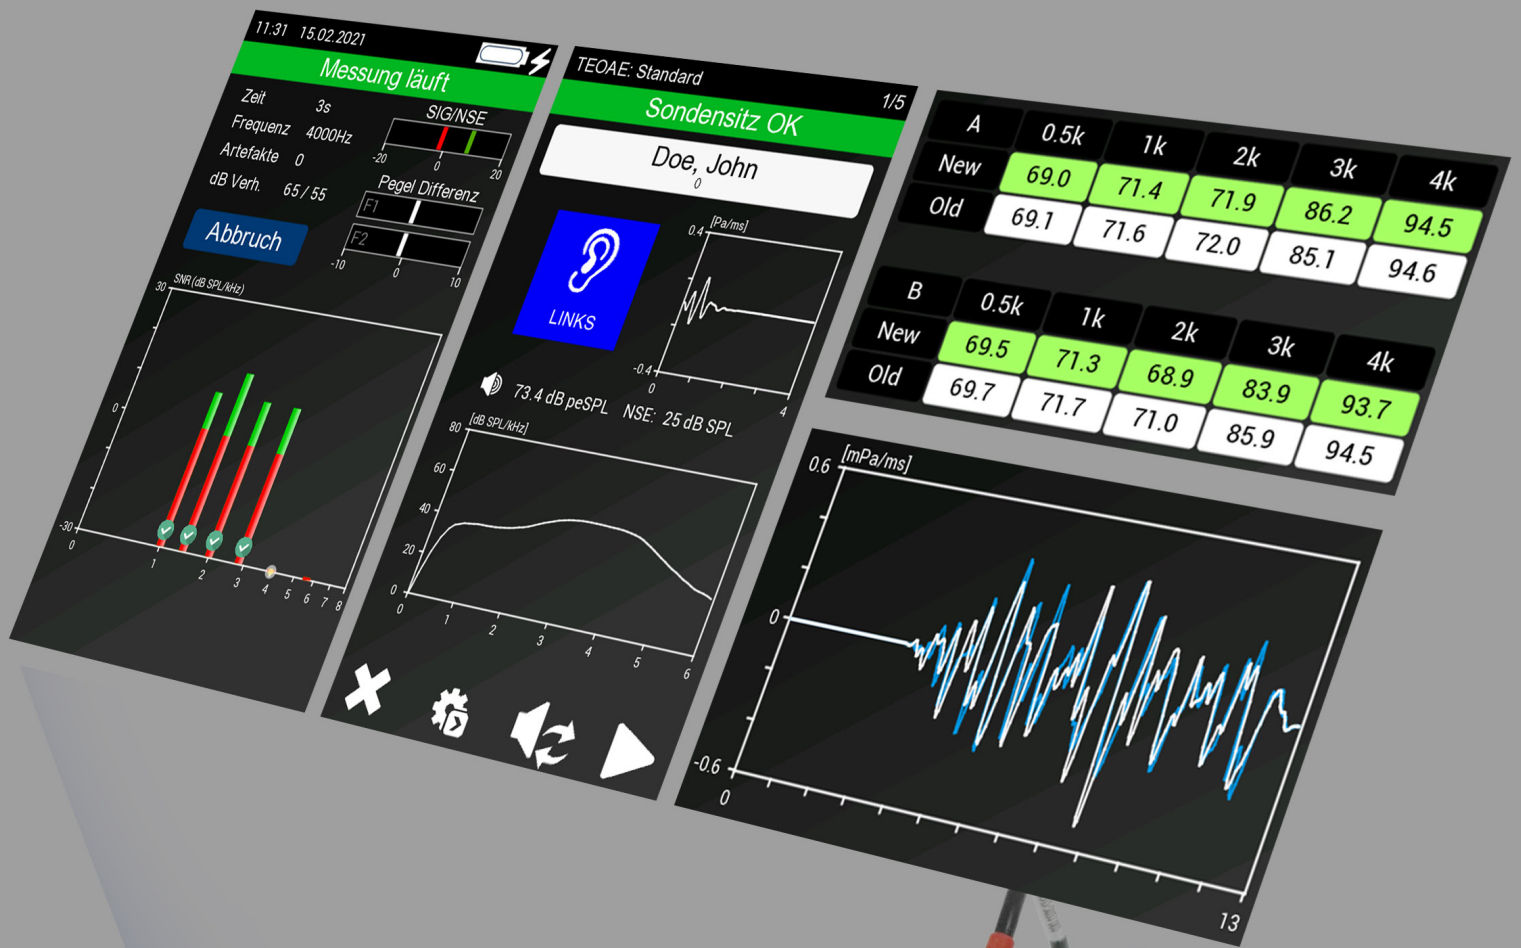 11:31 15.02.2021
Messung läuft
Zeit 3s
Frequenz 4000Hz
Artefakte 0
dB Verh. 65 / 55
SIG/NSE
-20 0 20
Pegel Differenz
F1
F2
-10 0 10
Abbruch
SNR (dB SPL/kHz)
30
0
-30
0 1 2 3 4 5 6 7 8
TEOAE: Standard
1/5
Sondensitz OK
Doe, John
0
LINKS
[Pa/ms]
0.4
-0.4
0 4
73.4 dB peSPL NSE: 25 dB SPL
[dB SPL/kHz]
80
60
40
20
0
0 1 2 3 4 5 6
A 0.5k 1k 2k 3k 4k
New 69.0 71.4 71.9 86.2 94.5
Old 69.1 71.6 72.0 85.1 94.6
B 0.5k 1k 2k 3k 4k
New 69.5 71.3 68.9 83.9 93.7
Old 69.7 71.7 71.0 85.9 94.5
[mPa/ms]
0.6
0
-0.6
0 13